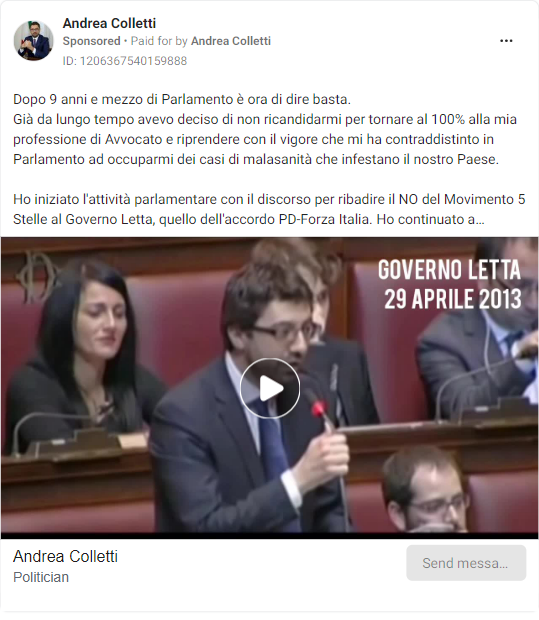 Andrea Colletti
Sponsored • Paid for by Andrea Colletti
ID: 1206367540159888
Dopo 9 anni e mezzo di Parlamento è ora di dire basta.
Già da lungo tempo avevo deciso di non ricandidarmi per tornare al 100% alla mia
professione di Avvocato e riprendere con il vigore che mi ha contraddistinto in
Parlamento ad occuparmi dei casi di malasanità che infestano il nostro Paese.
Ho iniziato l'attività parlamentare con il discorso per ribadire il NO del Movimento 5
Stelle al Governo Letta, quello dell'accordo PD-Forza Italia. Ho continuato a...
GOVERNO LETTA
29 APRILE 2013
Andrea Colletti
Politician
Send messa...